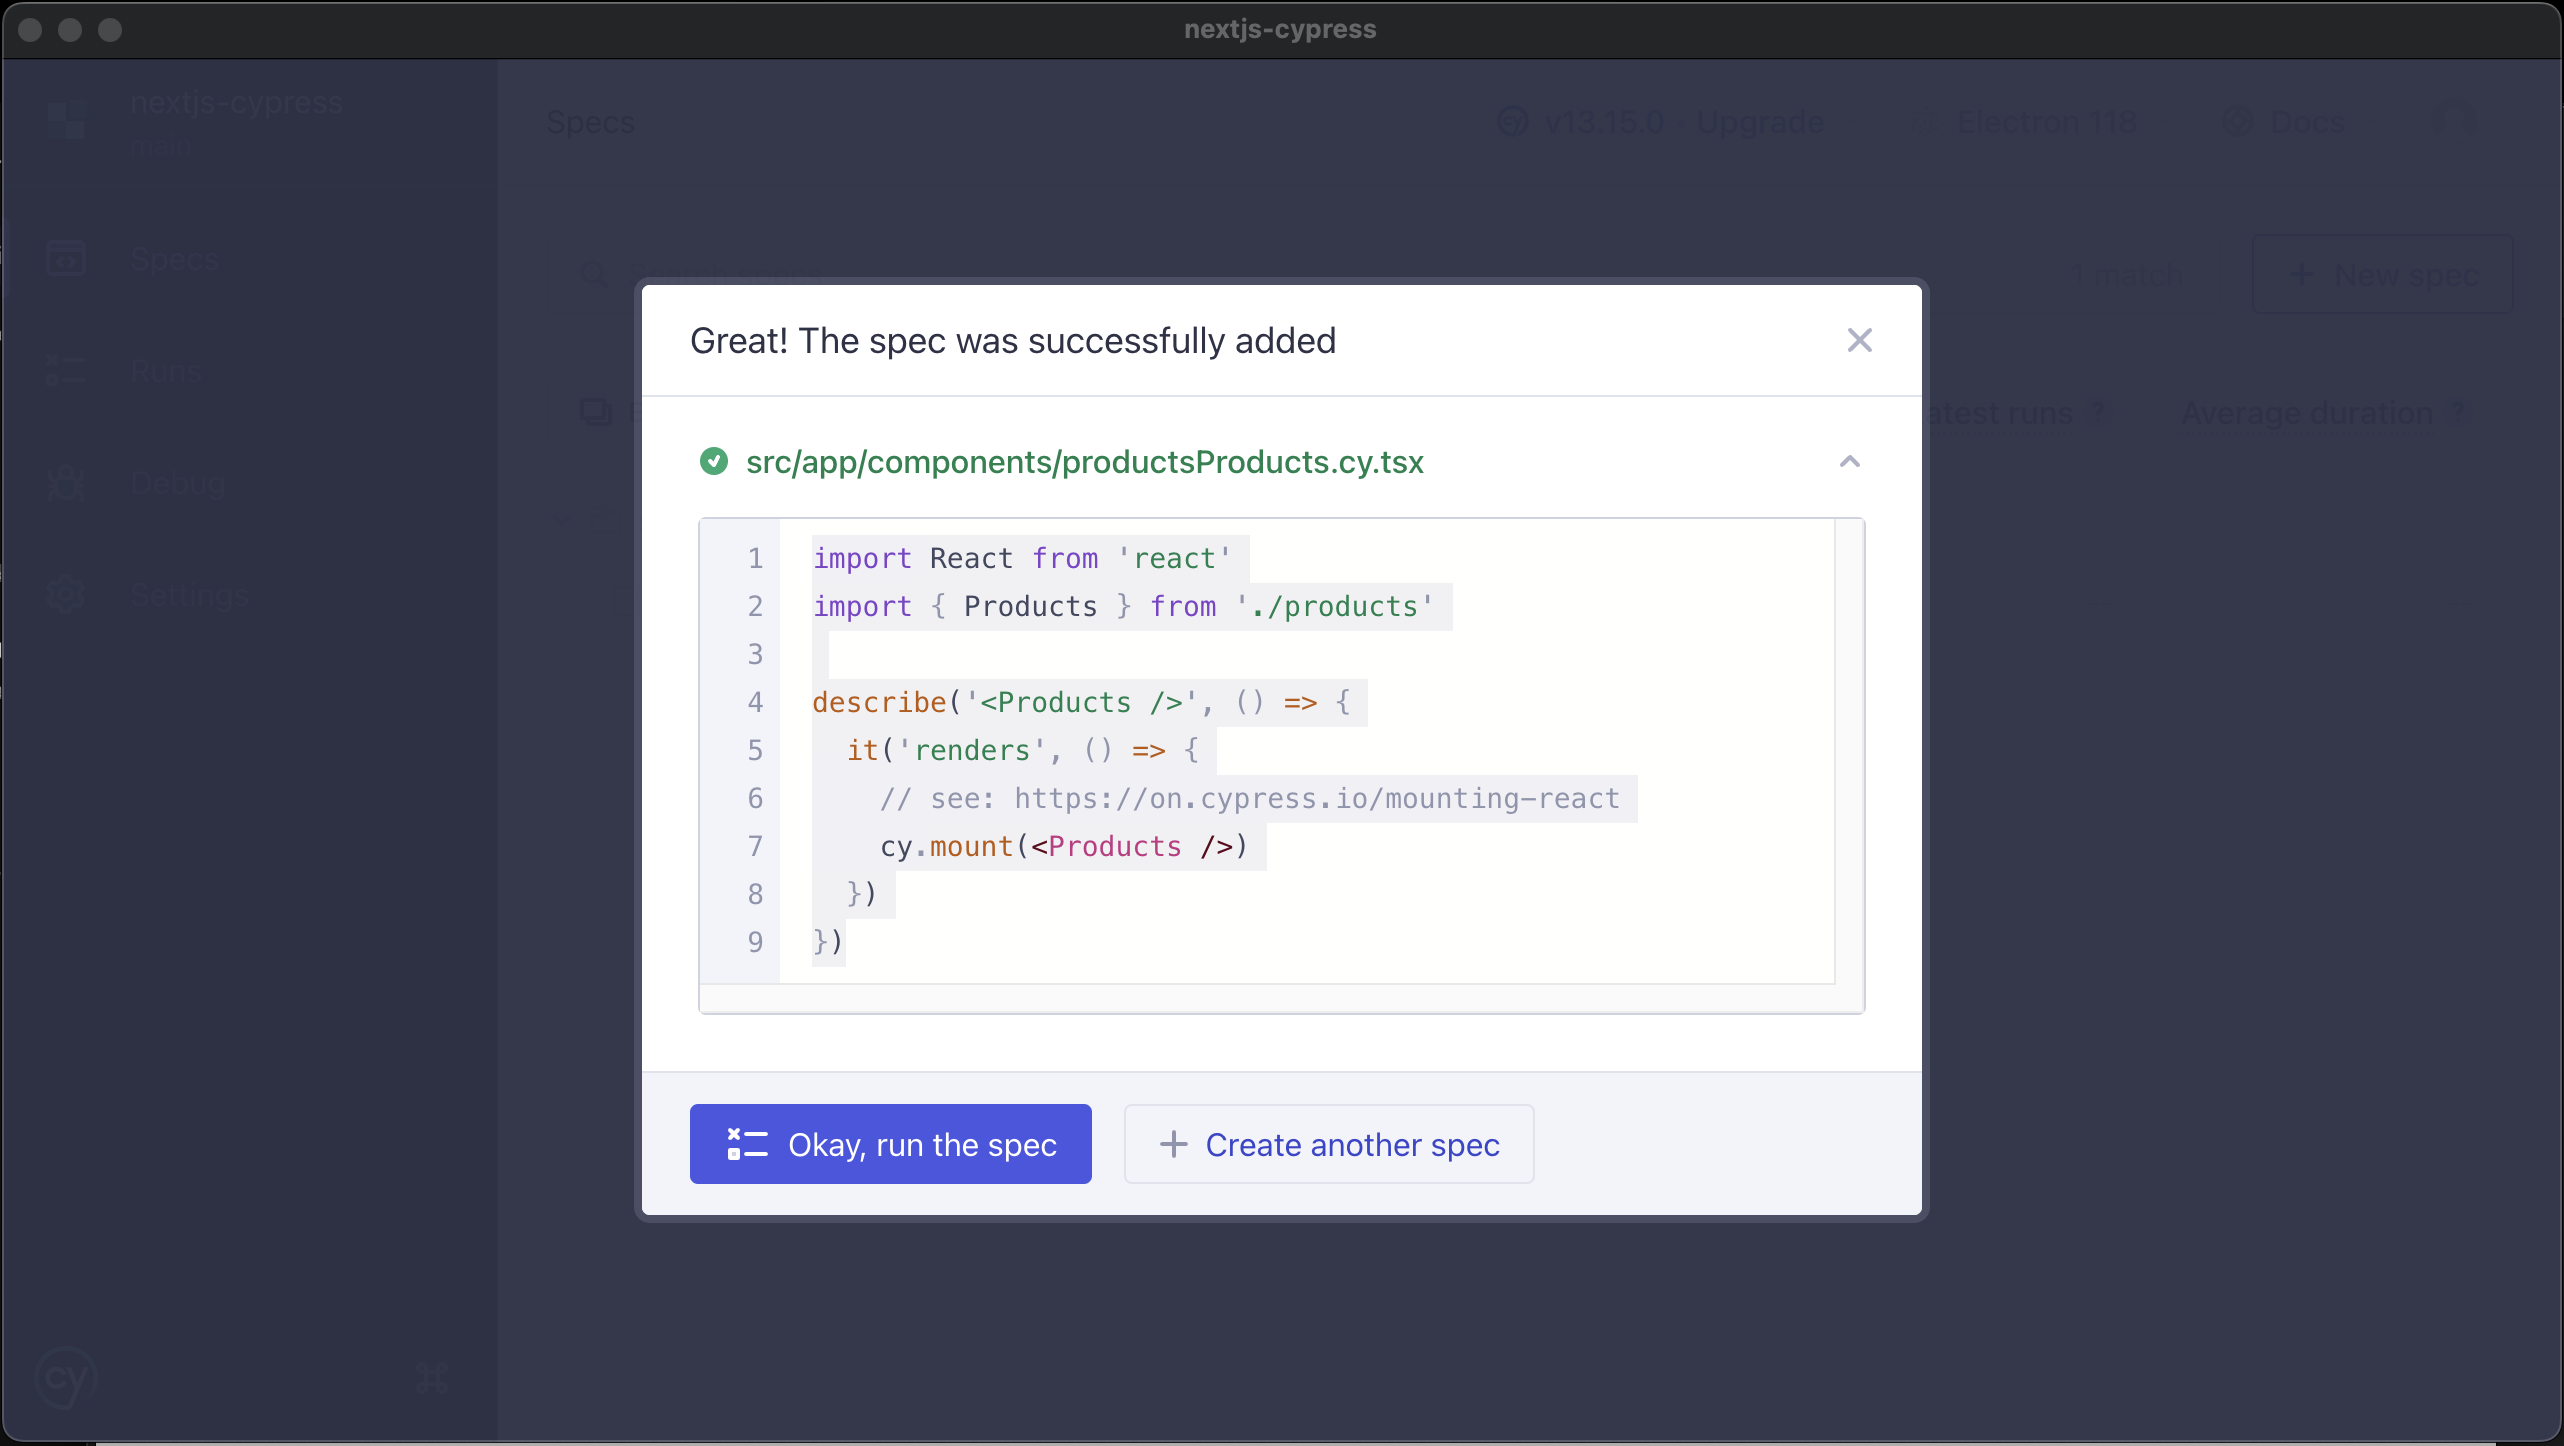 nextjs-cypress
nextjs-cypress
main
Specs
Runs
Debug
Settings
cy
Specs
v13.15.0 - Upgrade
Electron 118
Docs
1 match
+ New spec
atest runs ?
Average duration ?
Great! The spec was successfully added
src/app/components/productsProducts.cy.tsx
1 import React from 'react'
2 import { Products } from './products'
3
4 describe('<Products />', () => {
5 it('renders', () => {
6 // see: https://on.cypress.io/mounting-react
7 cy.mount(<Products />)
8 })
9 })
Okay, run the spec
+ Create another spec